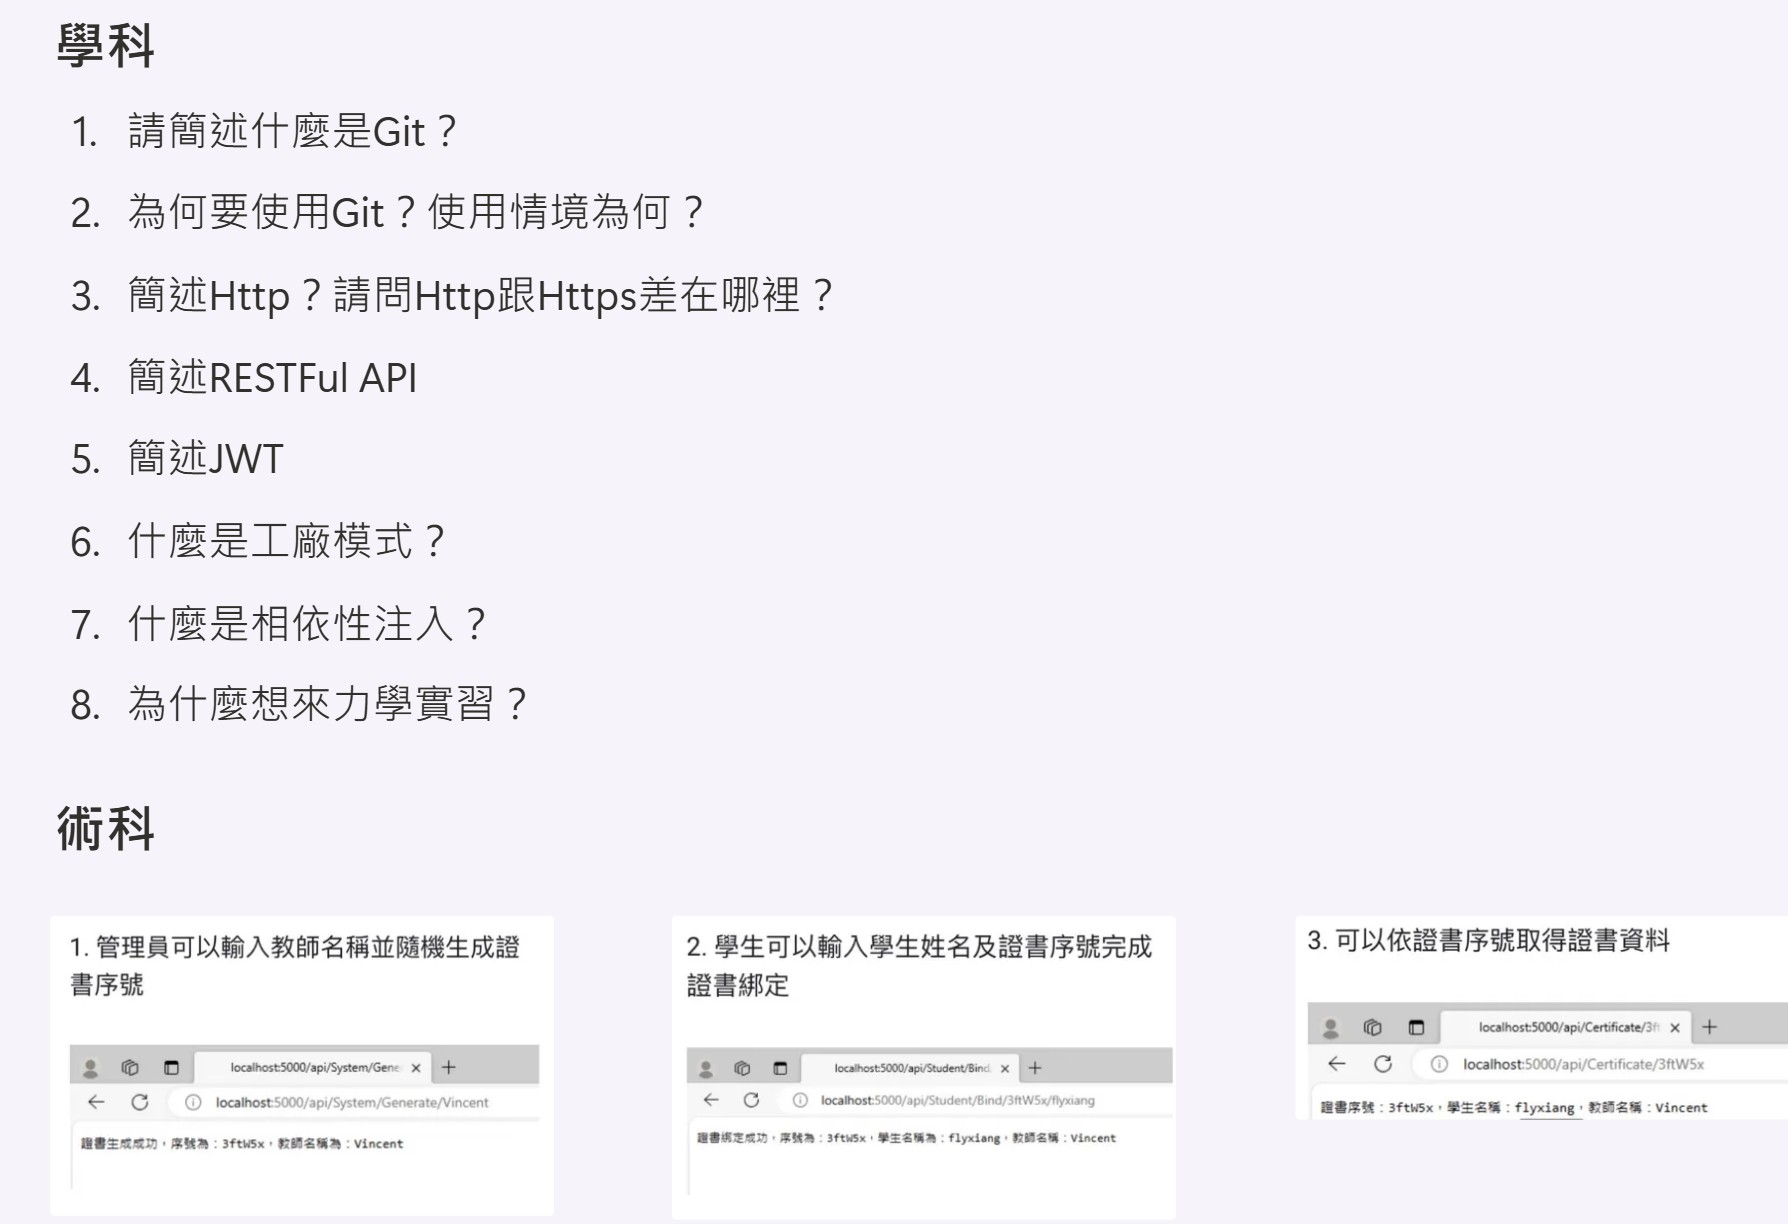 學科
1. 請簡述什麼是Git？
2. 為何要使用Git？使用情境為何？
3. 簡述Http？請問Http跟Https差在哪裡？
4. 簡述RESTFul API
5. 簡述JWT
6. 什麼是工廠模式？
7. 什麼是相依性注入？
8. 為什麼想來力學實習？
術科
1. 管理員可以輸入教師名稱並隨機生成證
書序號
localhost:5000/api/System/Gene
localhost:5000/api/System/Generate/Vincent
證書生成成功，序號為：3ftW5x，教師名稱為：Vincent
2. 學生可以輸入學生姓名及證書序號完成
證書綁定
localhost:5000/api/Student/Bind
localhost:5000/api/Student/Bind/3ftW5x/flyxiang
證書綁定成功，序號為：3ftW5x，學生名稱為：flyxiang，教師名稱：Vincent
3. 可以依證書序號取得證書資料
localhost:5000/api/Certificate/3ft
localhost:5000/api/Certificate/3ftW5x
證書序號：3ftW5x，學生名稱：flyxiang，教師名稱：Vincent